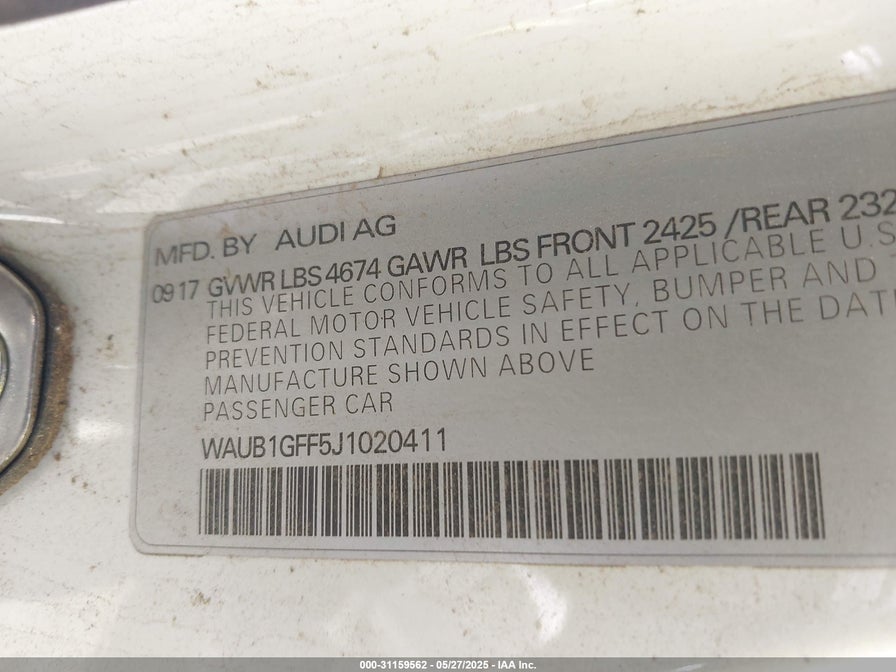 MFD. BY AUDI AG
0917 GVWR LBS 4674 GAWR LBS FRONT 2425 /REAR 232
THIS VEHICLE CONFORMS TO ALL APPLICABLE U.S
FEDERAL MOTOR VEHICLE SAFETY, BUMPER AND
PREVENTION STANDARDS IN EFFECT ON THE DAT
MANUFACTURE SHOWN ABOVE
PASSENGER CAR
WAUB1GFF5J1020411
000-31159562 - 05/27/2025 - IAA Inc.